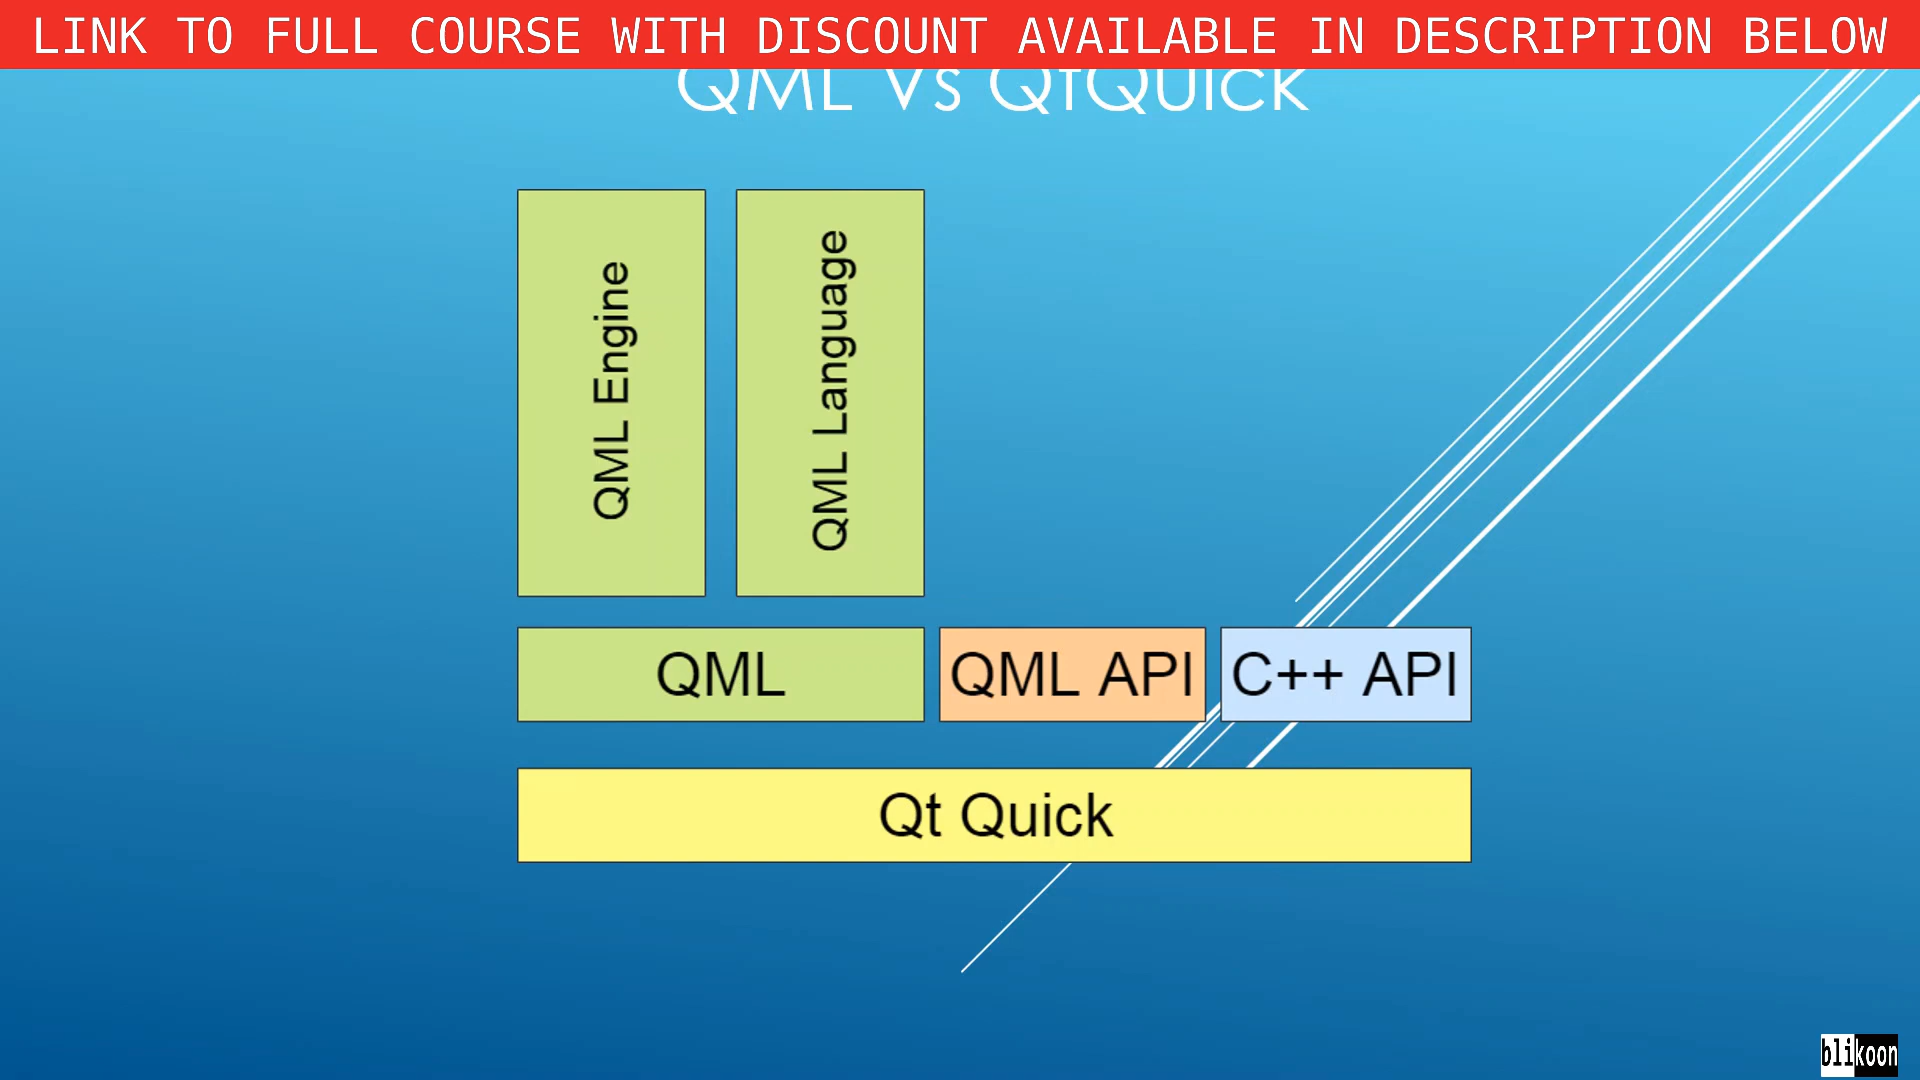 LINK TO FULL COURSE WITH DISCOUNT AVAILABLE IN DESCRIPTION BELOW
QML VS QTQUICK
QML Engine
QML Language
QML
QML API
C++ API
Qt Quick
blikoon